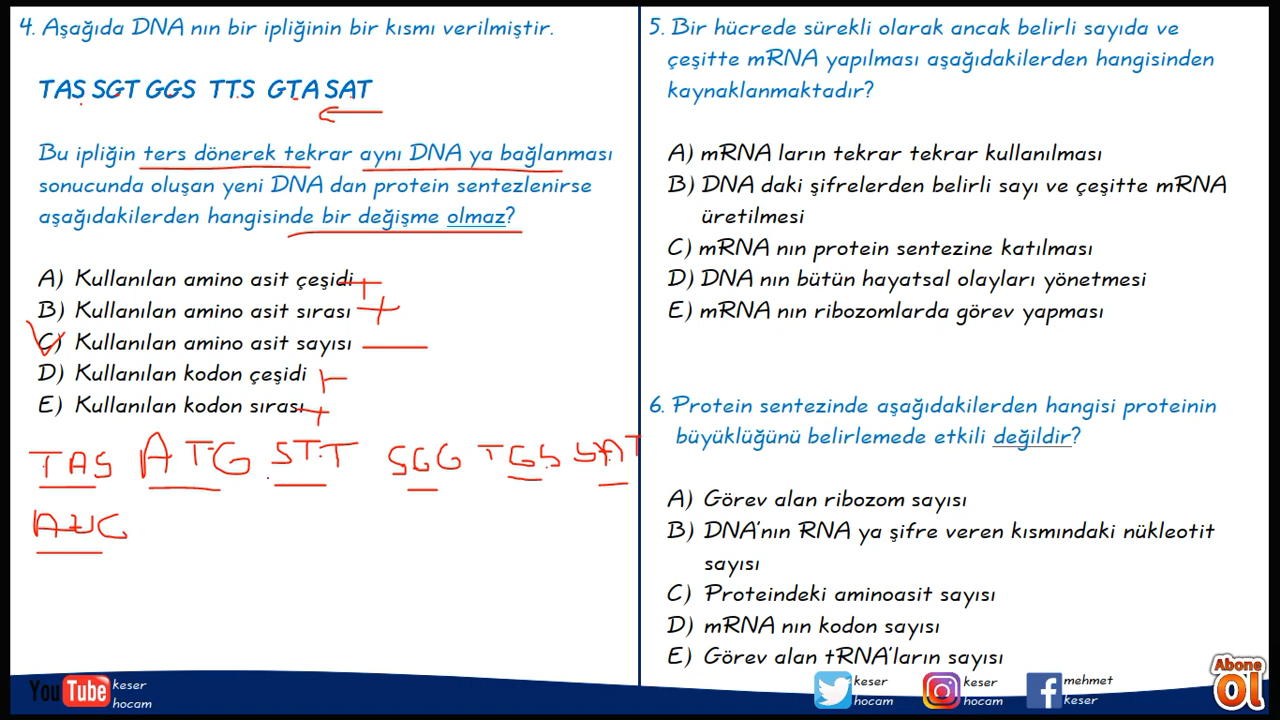 4. Aşağıda DNA nın bir ipliğinin bir kısmı verilmiştir.
TAS SGT GGS TTS GTA SAT
Bu ipliğin ters dönerek tekrar aynı DNA ya bağlanması
sonucunda oluşan yeni DNA dan protein sentezlenirse
aşağıdakilerden hangisinde bir değişme olmaz?
A) Kullanılan amino asit çeşidi +
B) Kullanılan amino asit sırası +
C) Kullanılan amino asit sayısı
D) Kullanılan kodon çeşidi +
E) Kullanılan kodon sırası +
TAS ATG STT SGG TGS SAT
AUG
5. Bir hücrede sürekli olarak ancak belirli sayıda ve
çeşitte mRNA yapılması aşağıdakilerden hangisinden
kaynaklanmaktadır?
A) mRNA ların tekrar tekrar kullanılması
B) DNA daki şifrelerden belirli sayı ve çeşitte mRNA
üretilmesi
C) mRNA nın protein sentezine katılması
D) DNA nın bütün hayatsal olayları yönetmesi
E) mRNA nın ribozomlarda görev yapması
6. Protein sentezinde aşağıdakilerden hangisi proteinin
büyüklüğünü belirlemede etkili değildir?
A) Görev alan ribozom sayısı
B) DNA'nın RNA ya şifre veren kısmındaki nükleotit
sayısı
C) Proteindeki aminoasit sayısı
D) mRNA nın kodon sayısı
E) Görev alan tRNA'ların sayısı
You Tube keser
hocam
keser
hocam
keser
hocam
mehmet
keser
Abone
OL